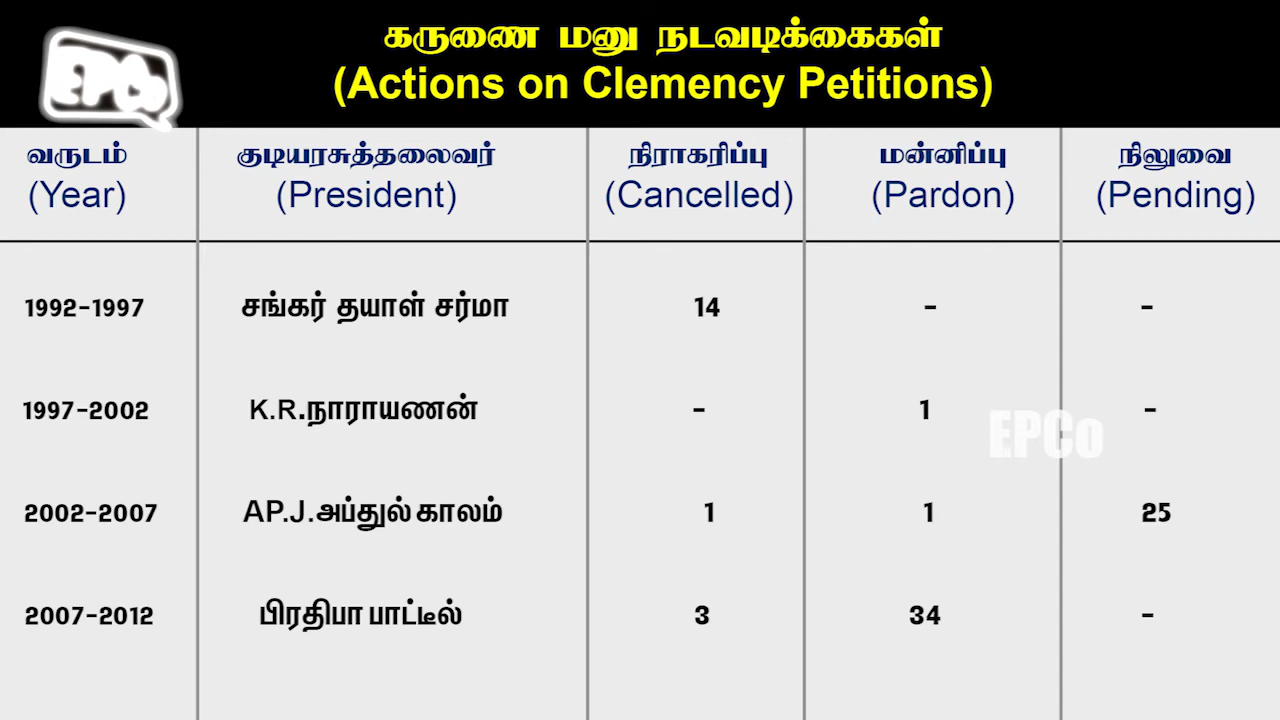 கருணை மனு நடவடிக்கைகள்
(Actions on Clemency Petitions)
EPCo
வருடம் குடியரசுத்தலைவர் நிராகரிப்பு மன்னிப்பு நிலுவை
(Year) (President) (Cancelled) (Pardon) (Pending)
1992-1997 சங்கர் தயாள் சர்மா 14 - -
1997-2002 K.R.நாராயணன் - 1 -
EPCo
2002-2007 AP.J.அப்துல் காலம் 1 1 25
2007-2012 பிரதிபா பாட்டீல் 3 34 -